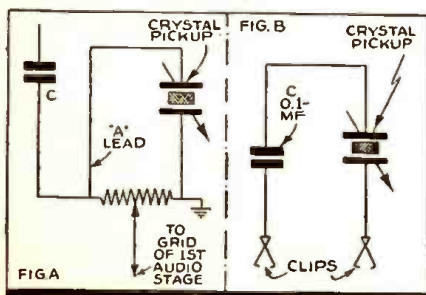 CRYSTAL
PICKUP
C
"A"
LEAD
TO
GRID
OF 1ST
AUDIO
STAGE
FIG.A
FIG. B
CRYSTAL
PICKUP
C
0.1-
MF
CLIPS